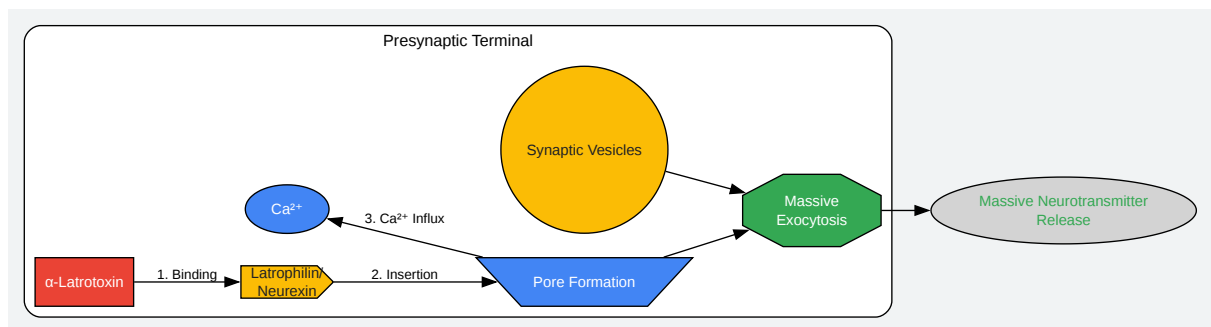 Presynaptic Terminal
Synaptic Vesicles
Massive
Exocytosis
Massive Neurotransmitter
Release
Ca²⁺
3. Ca²⁺ Influx
α-Latrotoxin
1. Binding
Latrophilin/
Neurexin
2. Insertion
Pore Formation